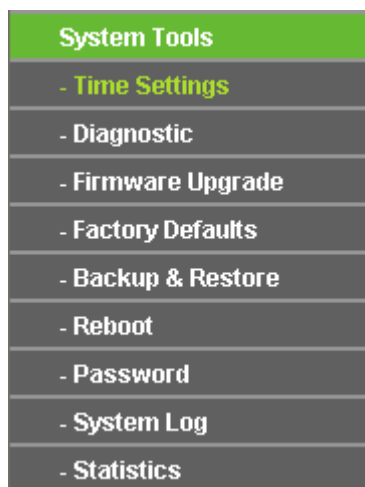 System Tools
- Time Settings
- Diagnostic
- Firmware Upgrade
- Factory Defaults
- Backup & Restore
- Reboot
- Password
- System Log
- Statistics